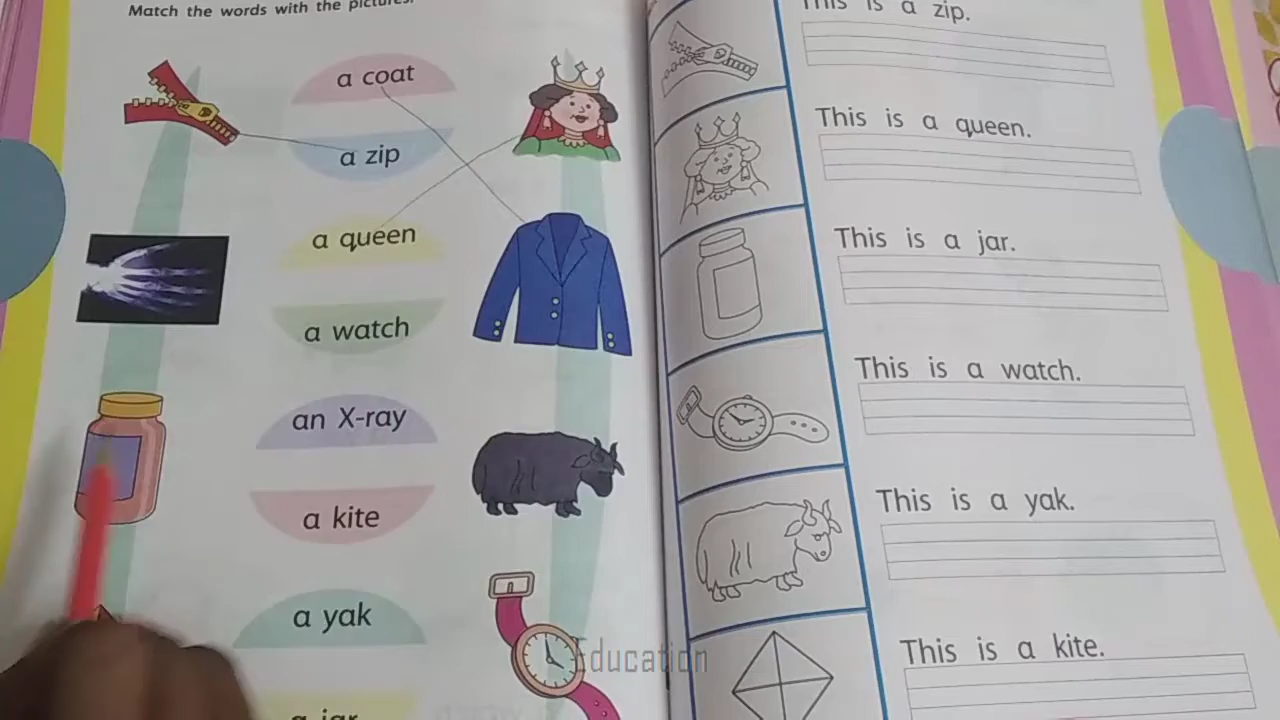 Match the words with the pictures.
a coat
a zip
a queen
a watch
an X-ray
a kite
a yak
a jar
This is a zip.
This is a queen.
This is a jar.
This is a watch.
This is a yak.
This is a kite.
Education